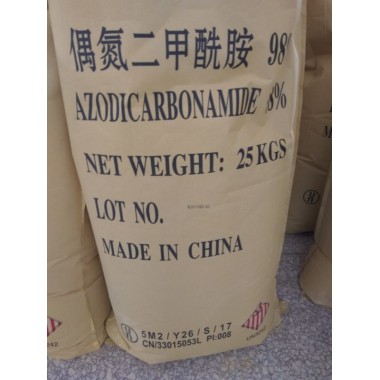 偶氮二甲酰胺 98
AZODICARBONAMIDE 8%
NET WEIGHT: 25KGS
LOT NO.
MADE IN CHINA
5M2/Y26/S/17
CN/33015053L PI:008